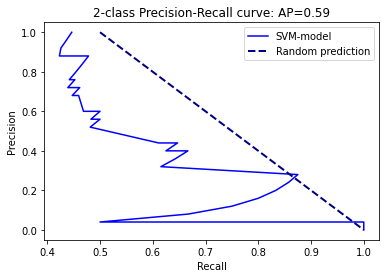 2-class Precision-Recall curve: AP=0.59
SVM-model
Random prediction
Precision
1.0
0.8
0.6
0.4
0.2
0.0
0.4 0.5 0.6 0.7 0.8 0.9 1.0
Recall